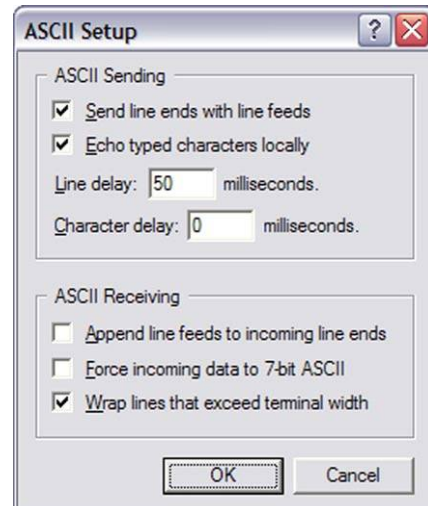 ASCII Setup
ASCII Sending
Send line ends with line feeds
Echo typed characters locally
Line delay: 50 milliseconds.
Character delay: 0 milliseconds.
ASCII Receiving
Append line feeds to incoming line ends
Force incoming data to 7-bit ASCII
Wrap lines that exceed terminal width
OK Cancel